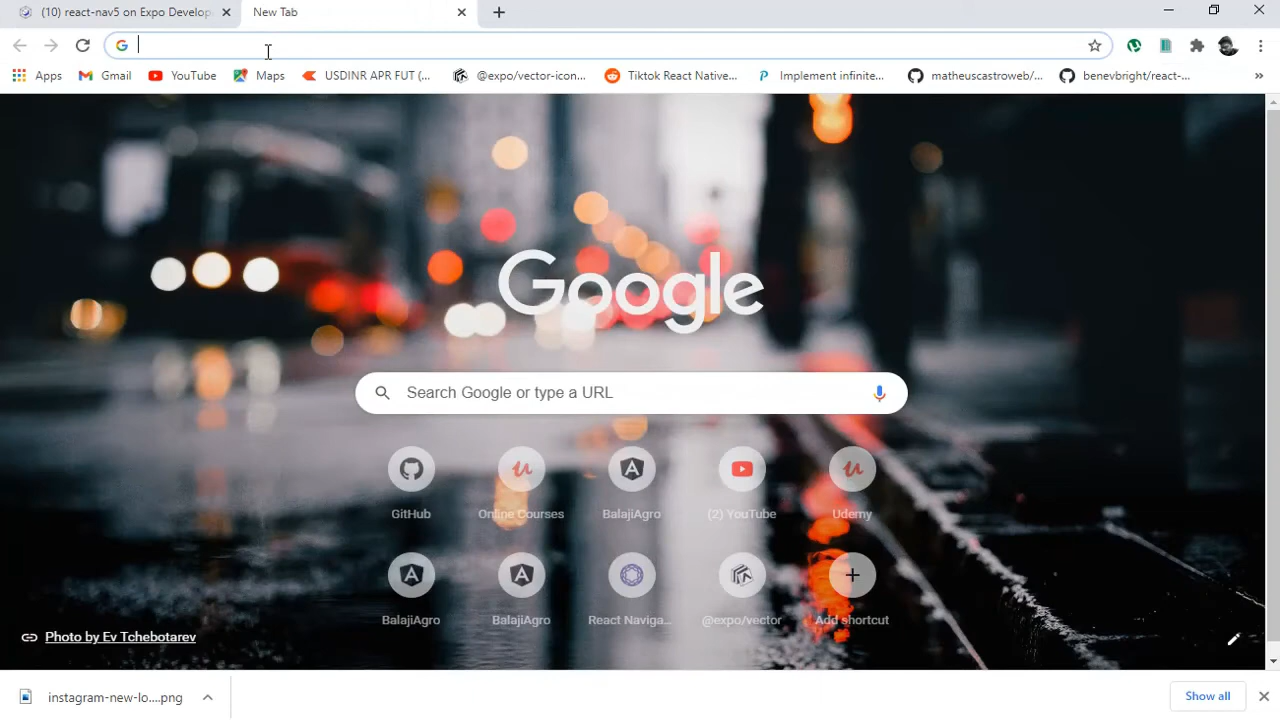 (10) react-nav5 on Expo Develop
New Tab
Apps
Gmail
YouTube
Maps
USDINR APR FUT (...
@expo/vector-icon...
Tiktok React Native...
Implement infinite...
matheuscastroweb/...
benevbright/react-...
»
Google
Search Google or type a URL
GitHub
Online Courses
BalajiAgro
(2) YouTube
Udemy
BalajiAgro
BalajiAgro
React Naviga...
@expo/vector
Add shortcut
Photo by Ev Tchebotarev
instagram-new-lo....png
Show all